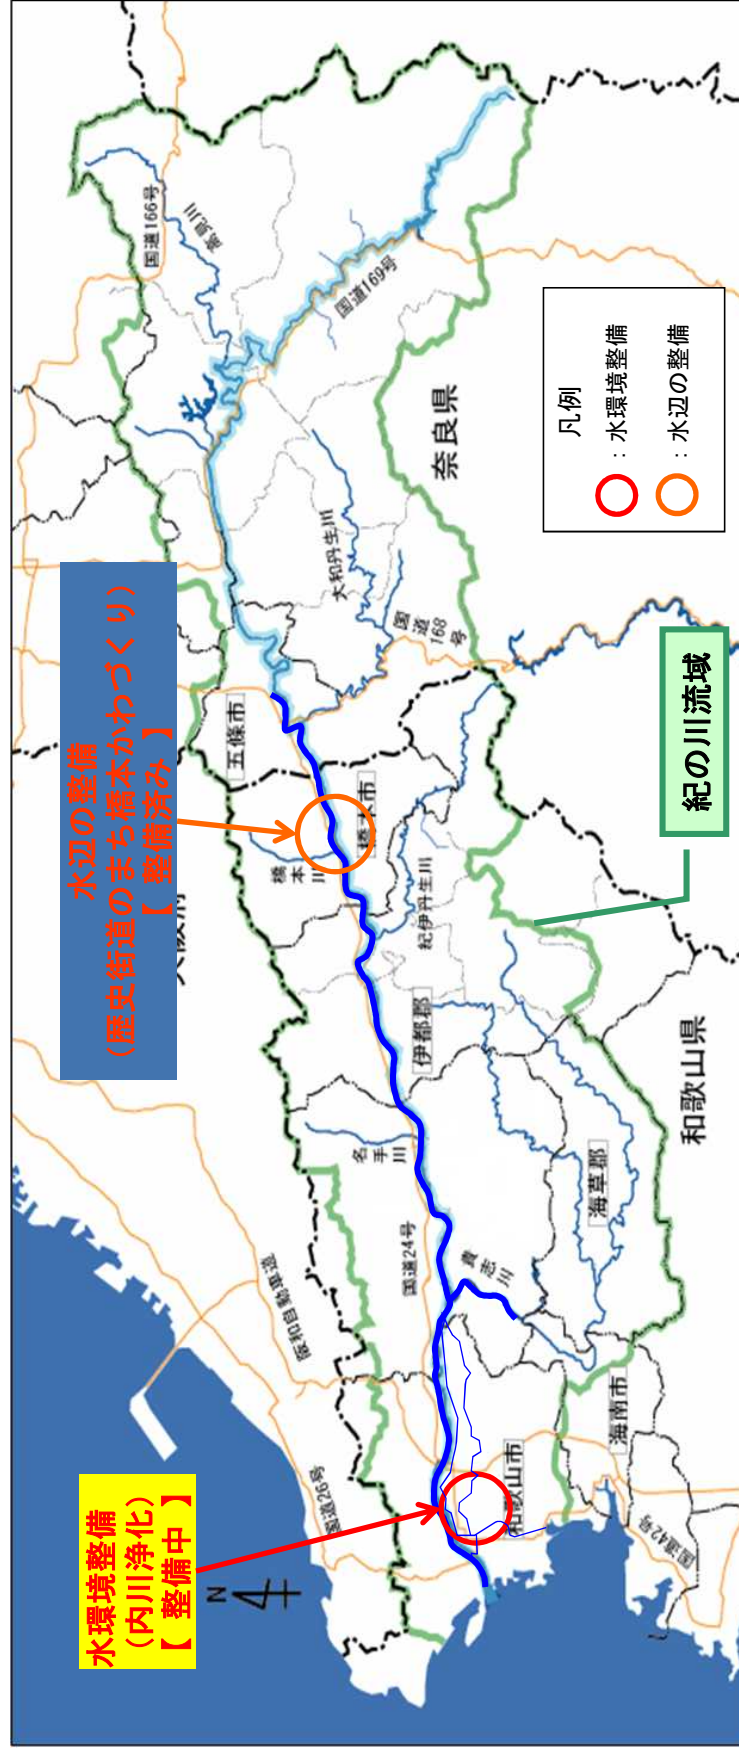 水環境整備
(内川浄化)
【 整備中 】
水辺の整備
(歴史街道のまち橋本かわづくり)
【 整備済み 】
N
国道26号
阪和自動車道
国道24号
国道42号
和歌山市
海南市
貴志川
海草郡
名手川
伊都郡
和歌山県
紀伊丹生川
橋本川
橋本市
五條市
紀の川流域
国道168号
大和丹生川
奈良県
国道169号
高見川
国道166号
凡例
: 水環境整備
: 水辺の整備